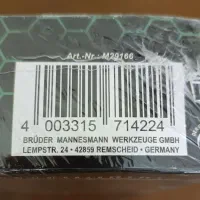 Art.-Nr.: M29166
4 003315 714224
BRÜDER MANNESMANN WERKZEUGE GMBH
LEMPSTR. 24 • 42859 REMSCHEID • GERMANY